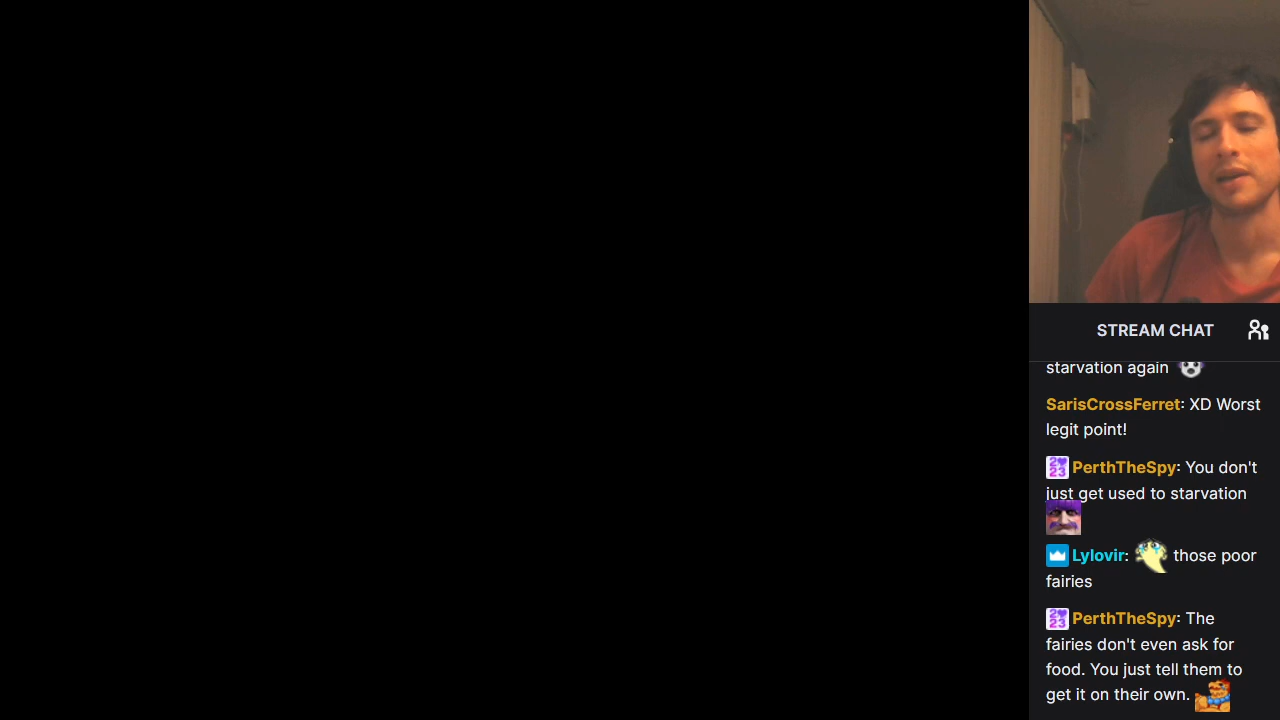 STREAM CHAT
starvation again
SarisCrossFerret: XD Worst
legit point!
PerthTheSpy: You don't
just get used to starvation
Lylovir: those poor
fairies
PerthTheSpy: The
fairies don't even ask for
food. You just tell them to
get it on their own.